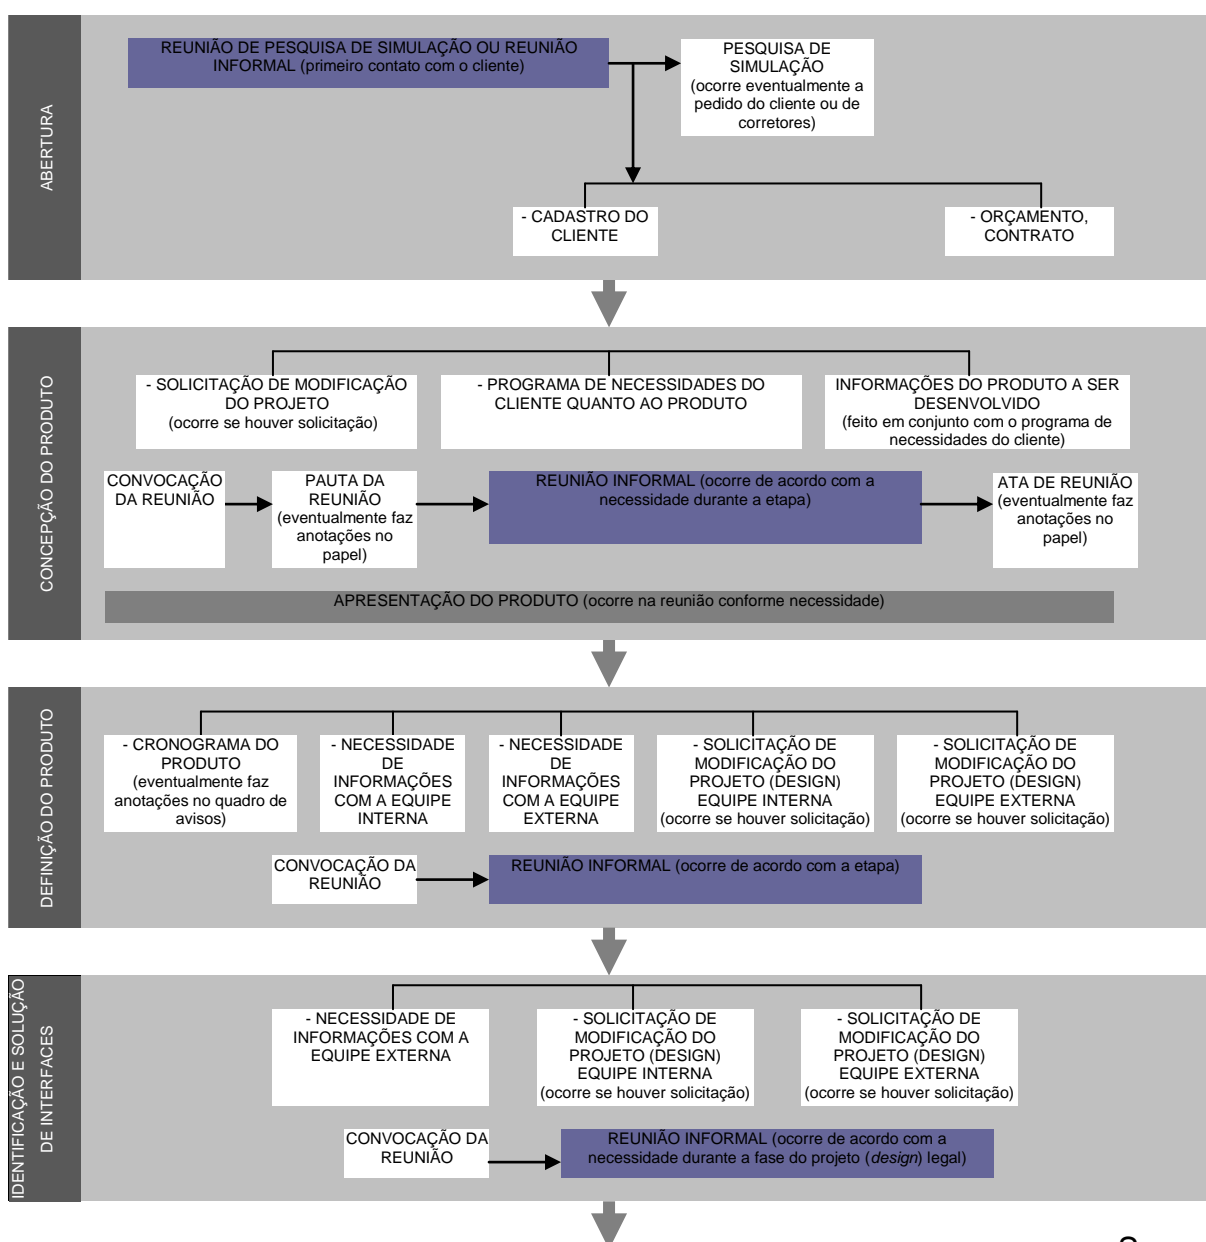 ABERTURA
REUNIÃO DE PESQUISA DE SIMULAÇÃO OU REUNIÃO
INFORMAL (primeiro contato com o cliente)
PESQUISA DE
SIMULAÇÃO
(ocorre eventualmente a
pedido do cliente ou de
corretores)
- CADASTRO DO
CLIENTE
- ORÇAMENTO,
CONTRATO
CONCEPÇÃO DO PRODUTO
- SOLICITAÇÃO DE MODIFICAÇÃO
DO PROJETO
(ocorre se houver solicitação)
- PROGRAMA DE NECESSIDADES DO
CLIENTE QUANTO AO PRODUTO
INFORMAÇÕES DO PRODUTO A SER
DESENVOLVIDO
(feito em conjunto com o programa de
necessidades do cliente)
CONVOCAÇÃO
DA REUNIÃO
PAUTA DA
REUNIÃO
(eventualmente faz
anotações no
papel)
REUNIÃO INFORMAL (ocorre de acordo com a
necessidade durante a etapa)
ATA DE REUNIÃO
(eventualmente faz
anotações no
papel)
APRESENTAÇÃO DO PRODUTO (ocorre na reunião conforme necessidade)
DEFINIÇÃO DO PRODUTO
- CRONOGRAMA DO
PRODUTO
(eventualmente faz
anotações no quadro de
avisos)
- NECESSIDADE
DE
INFORMAÇÕES
COM A EQUIPE
INTERNA
- NECESSIDADE
DE
INFORMAÇÕES
COM A EQUIPE
EXTERNA
- SOLICITAÇÃO DE
MODIFICAÇÃO DO
PROJETO (DESIGN)
EQUIPE INTERNA
(ocorre se houver solicitação)
- SOLICITAÇÃO DE
MODIFICAÇÃO DO
PROJETO (DESIGN)
EQUIPE EXTERNA
(ocorre se houver solicitação)
CONVOCAÇÃO DA
REUNIÃO
REUNIÃO INFORMAL (ocorre de acordo com a etapa)
IDENTIFICAÇÃO E SOLUÇÃO
DE INTERFACES
- NECESSIDADE DE
INFORMAÇÕES COM A
EQUIPE EXTERNA
- SOLICITAÇÃO DE
MODIFICAÇÃO DO
PROJETO (DESIGN)
EQUIPE INTERNA
(ocorre se houver solicitação)
- SOLICITAÇÃO DE
MODIFICAÇÃO DO
PROJETO (DESIGN)
EQUIPE EXTERNA
(ocorre se houver solicitação)
CONVOCAÇÃO DA
REUNIÃO
REUNIÃO INFORMAL (ocorre de acordo com a
necessidade durante a fase do projeto (design) legal)